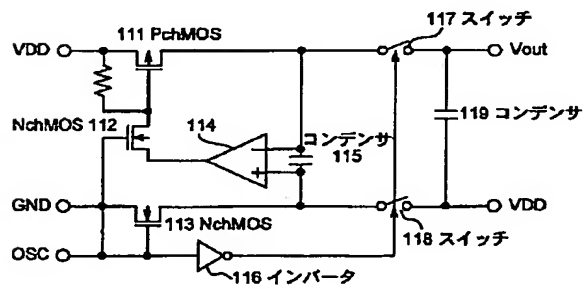 111 PchMOS
117 スイッチ
VDD
Vout
NchMOS 112
114
コンデンサ
115
119 コンデンサ
GND
VDD
113 NchMOS
118 スイッチ
OSC
116 インバータ